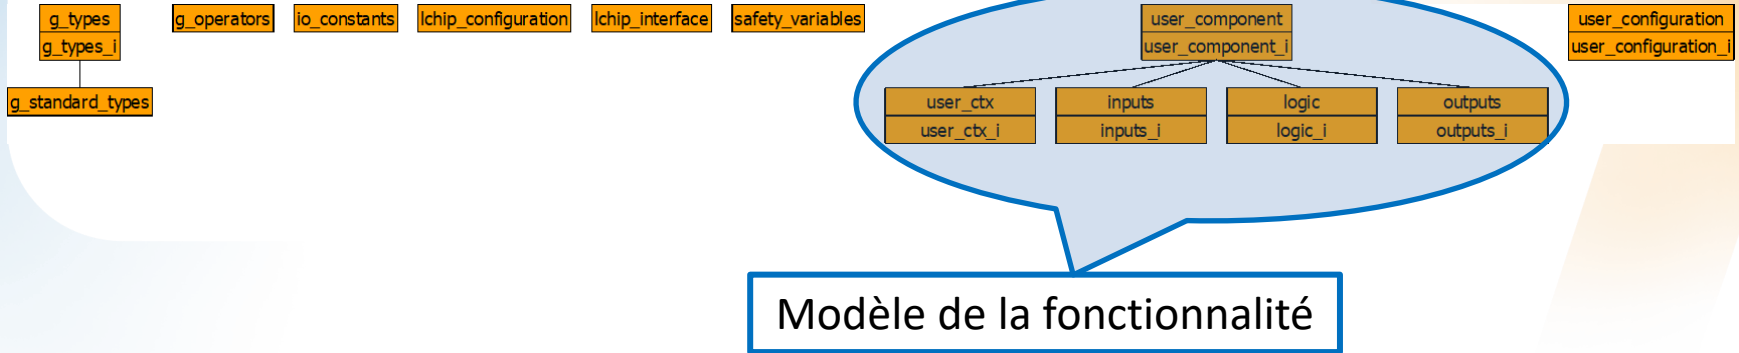 g_types
g_types_i
g_standard_types
g_operators
io_constants
lchip_configuration
lchip_interface
safety_variables
user_component
user_component_i
user_ctx
user_ctx_i
inputs
inputs_i
logic
logic_i
outputs
outputs_i
user_configuration
user_configuration_i
Modèle de la fonctionnalité